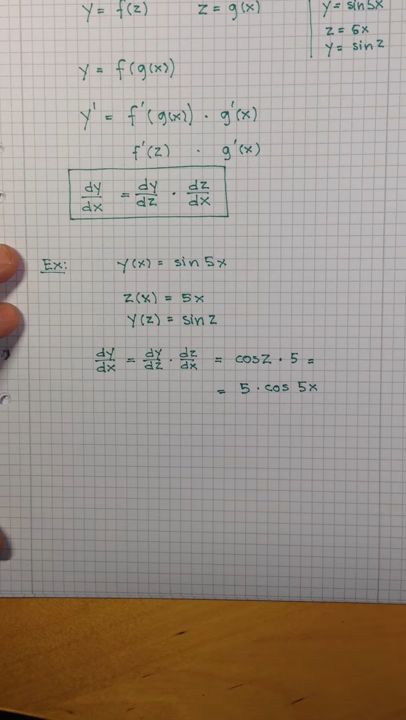 y = f(z) z = g(x)
y = sin 5x
z = 5x
y = sin z
y = f(g(x))
y' = f'(g(x)) · g'(x)
f'(z) · g'(x)
dy/dx = dy/dz · dz/dx
Ex: y(x) = sin 5x
z(x) = 5x
y(z) = sin z
dy/dx = dy/dz · dz/dx = cos z · 5 =
= 5 · cos 5x